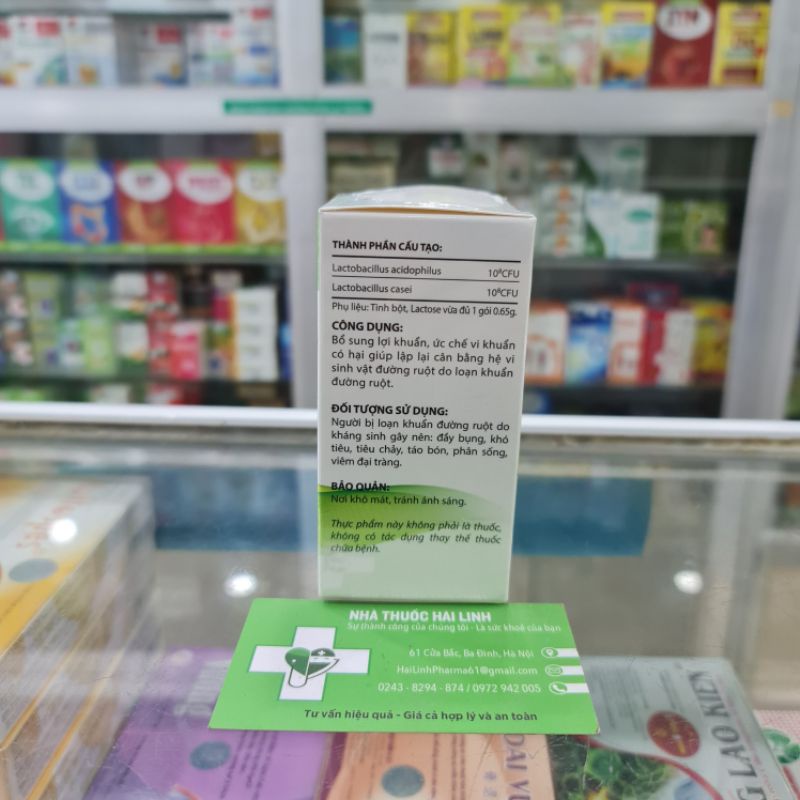 THÀNH PHẦN CẤU TẠO:
Lactobacillus acidophilus 10⁸CFU
Lactobacillus casei 10⁸CFU
Phụ liệu: Tinh bột, Lactose vừa đủ 1 gói 0.65g.
CÔNG DỤNG:
Bổ sung lợi khuẩn, ức chế vi khuẩn
có hại giúp lập lại cân bằng hệ vi
sinh vật đường ruột do loạn khuẩn
đường ruột.
ĐỐI TƯỢNG SỬ DỤNG:
Người bị loạn khuẩn đường ruột do
kháng sinh gây nên: đầy bụng, khó
tiêu, tiêu chảy, táo bón, phân sống,
viêm đại tràng.
BẢO QUẢN:
Nơi khô mát, tránh ánh sáng.
Thực phẩm này không phải là thuốc,
không có tác dụng thay thế thuốc
chữa bệnh.
NHÀ THUỐC HẢI LINH
Sự thành công của chúng tôi - Là sức khoẻ của bạn
61 Cửa Bắc, Ba Đình, Hà Nội
HaiLinhPharma61@gmail.com
0243 - 8294 - 874 / 0972 942 005
Tư vấn hiệu quả - Giá cả hợp lý và an toàn
LAO KIEN
DAI